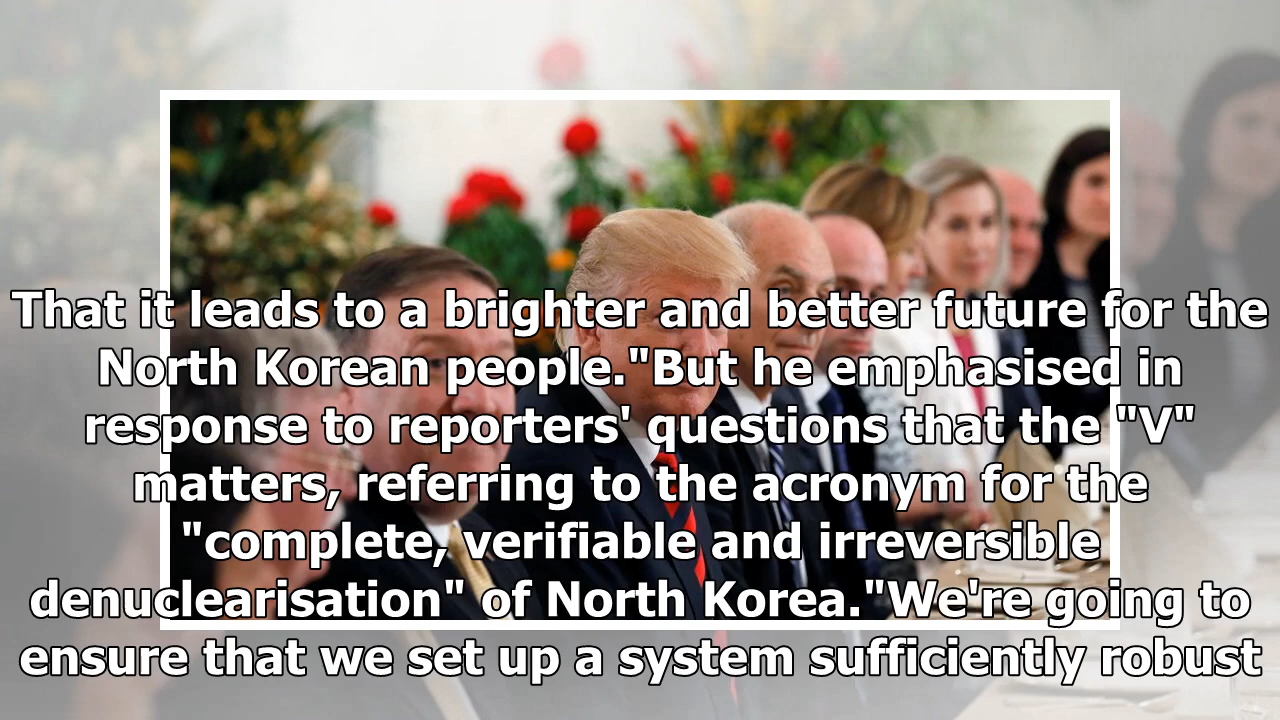 That it leads to a brighter and better future for the
North Korean people."But he emphasised in
response to reporters' questions that the "V"
matters, referring to the acronym for the
"complete, verifiable and irreversible
denuclearisation" of North Korea."We're going to
ensure that we set up a system sufficiently robust